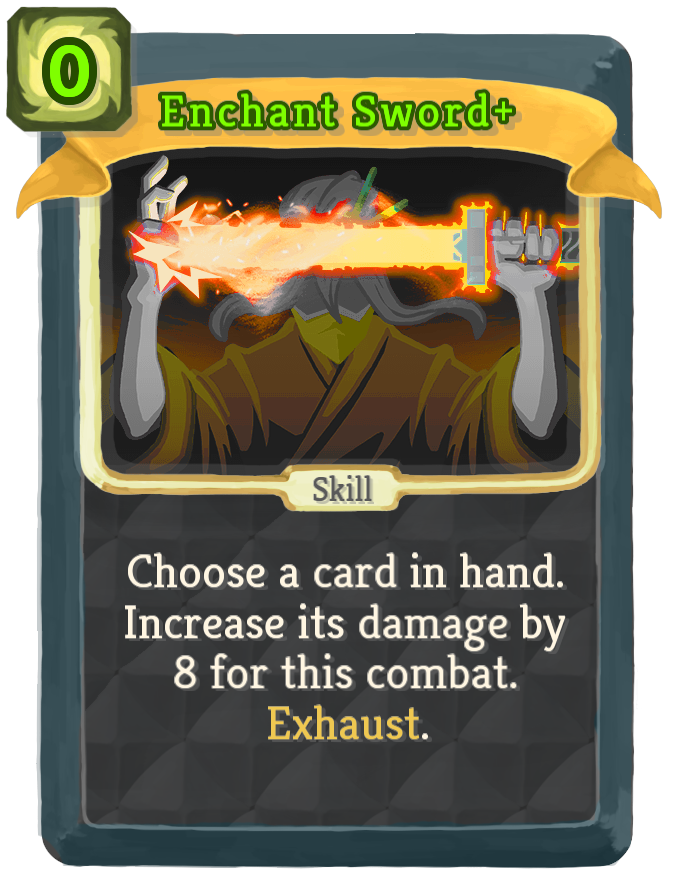 0
Enchant Sword+
Skill
Choose a card in hand.
Increase its damage by
8 for this combat.
Exhaust.